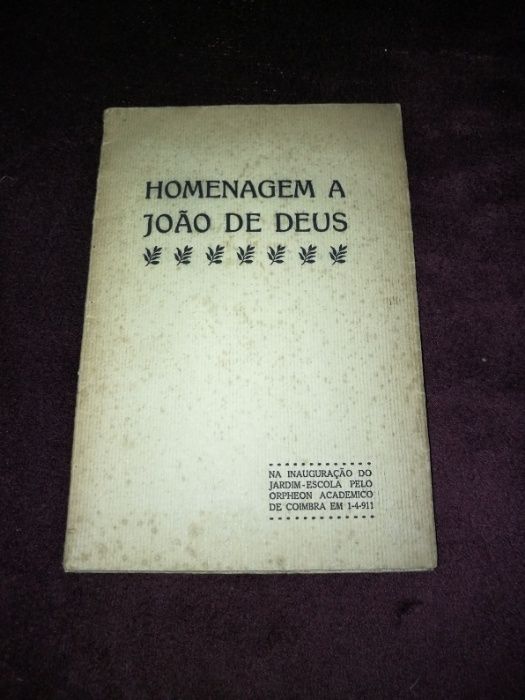 HOMENAGEM A
JOÃO DE DEUS
NA INAUGURAÇÃO DO
JARDIM-ESCOLA PELO
ORPHEON ACADEMICO
DE COIMBRA EM 1-4-911